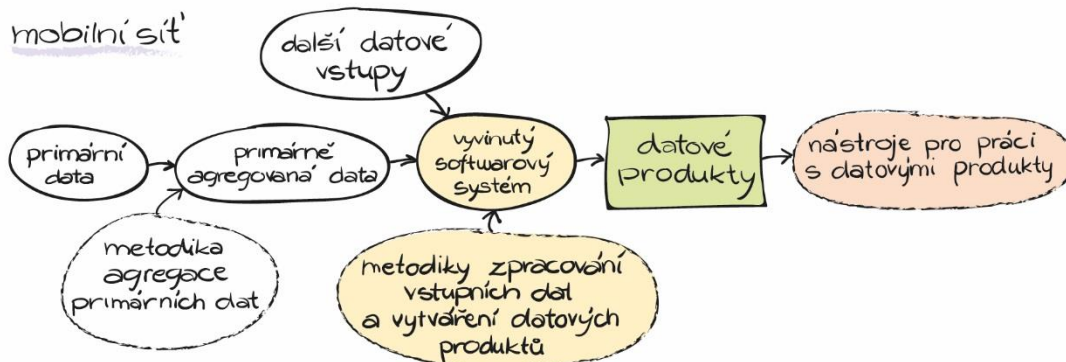 mobilní síť
další datové
vstupy
primární
data
primárně
agregovaná data
vyvinutý
softwarový
systém
datové
produkty
nástroje pro práci
s datovými produkty
metodika
agregace
primárních dat
metodiky zpracování
vstupních dat
a vytváření datových
produktů